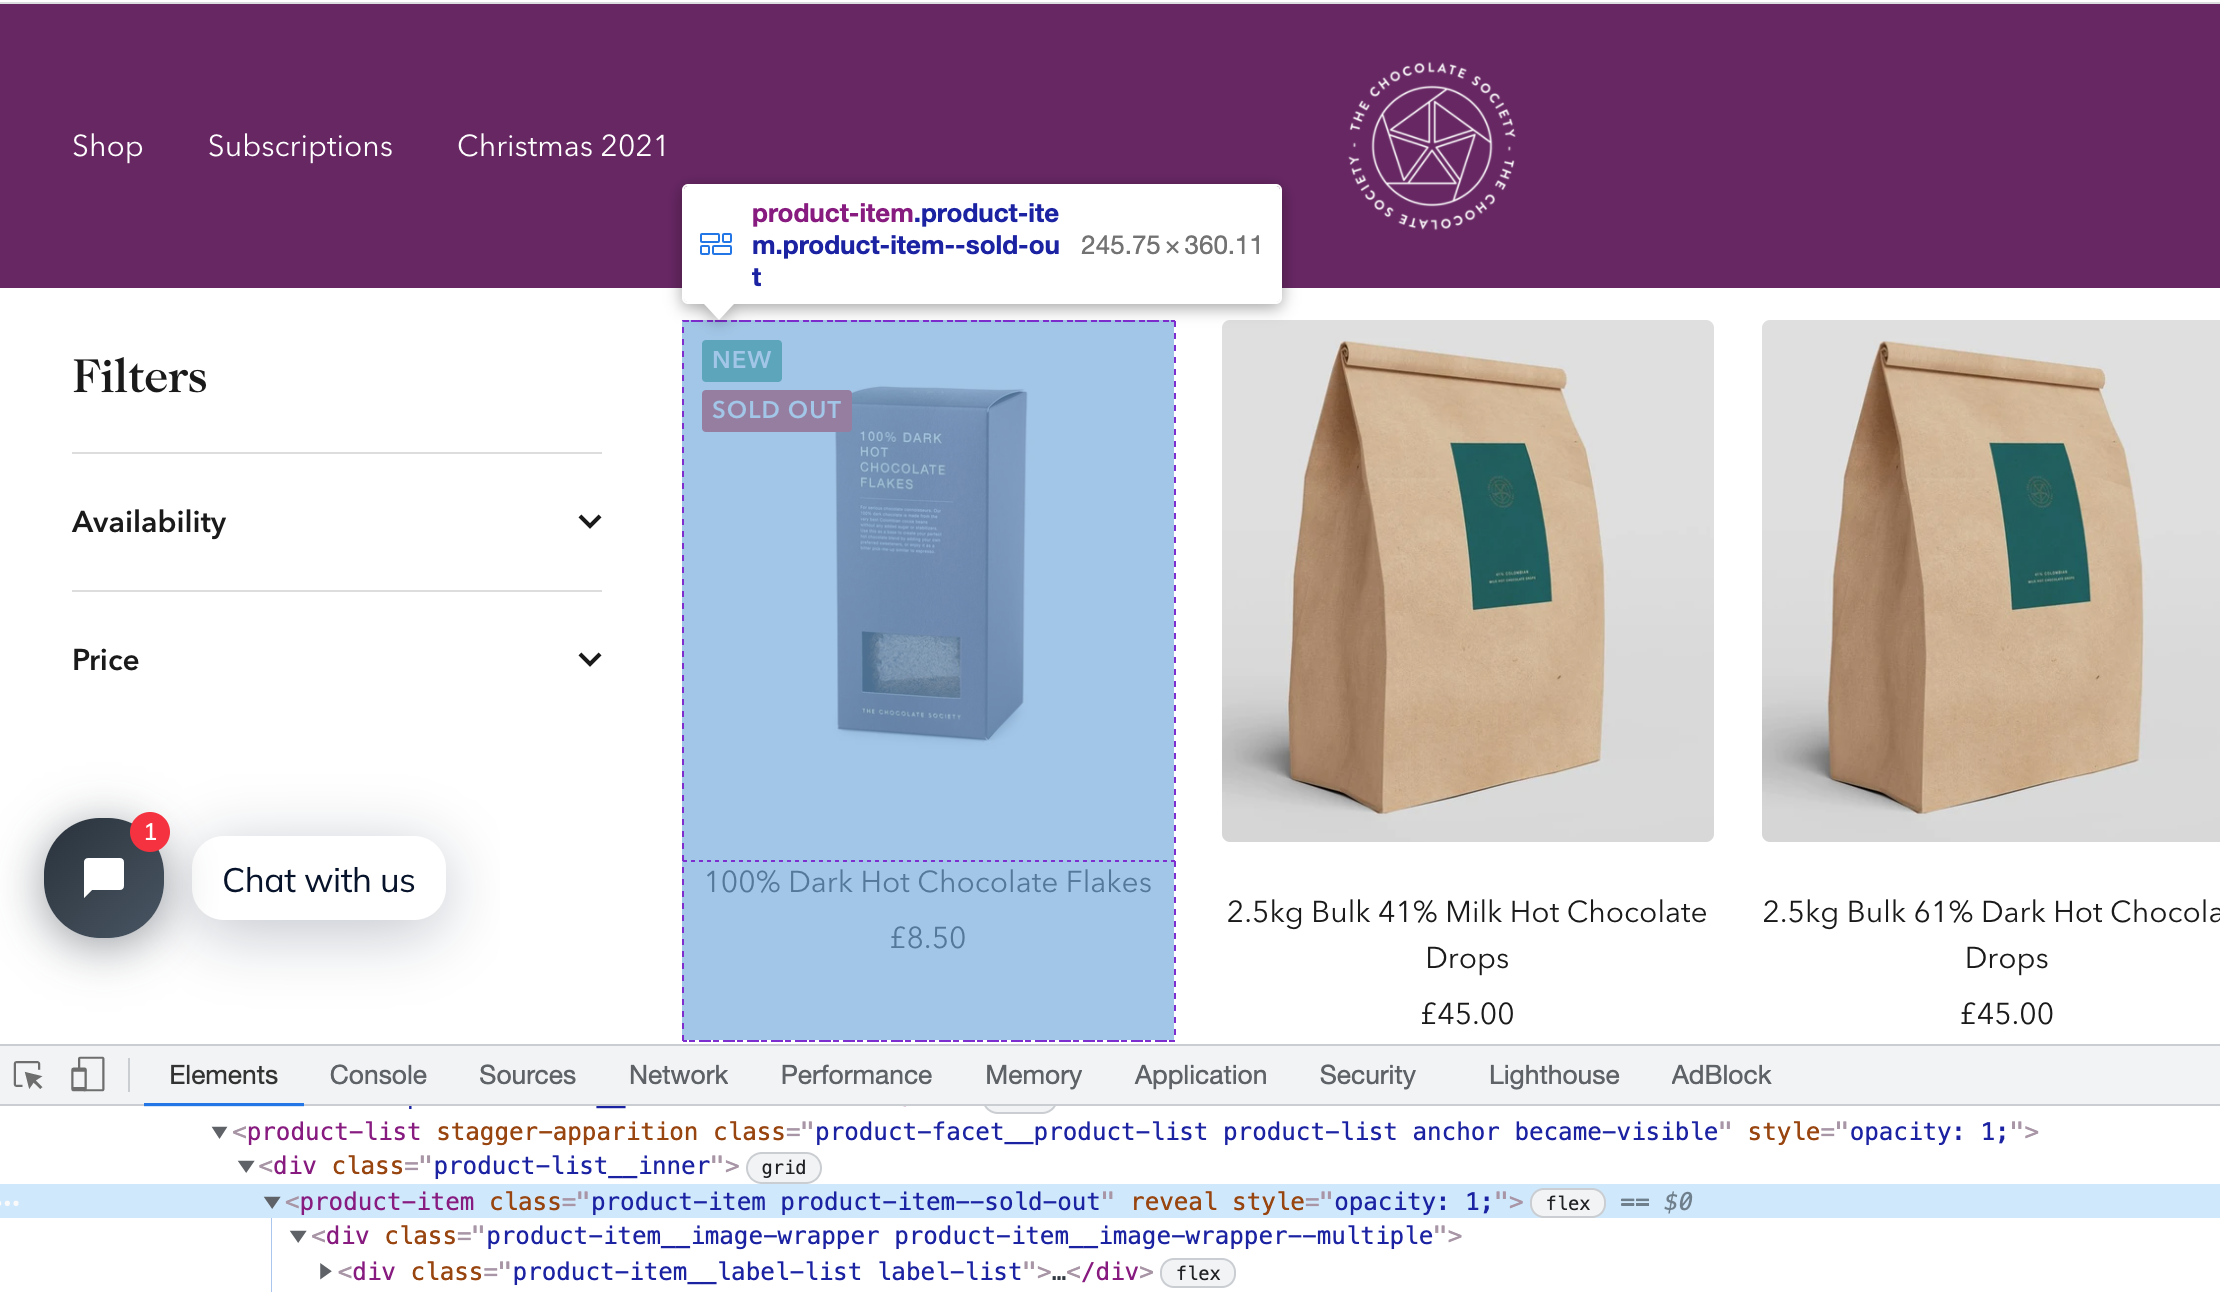 Shop Subscriptions Christmas 2021
THE CHOCOLATE SOCIETY - THE CHOCOLATE SOCIETY -
product-item.product-ite
m.product-item--sold-ou
t
245.75×360.11
Filters
Availability
Price
NEW
SOLD OUT
100% DARK
HOT
CHOCOLATE
FLAKES
THE CHOCOLATE SOCIETY
100% Dark Hot Chocolate Flakes
£8.50
2.5kg Bulk 41% Milk Hot Chocolate
Drops
£45.00
2.5kg Bulk 61% Dark Hot Chocola
Drops
£45.00
1
Chat with us
Elements Console Sources Network Performance Memory Application Security Lighthouse AdBlock
▼<product-list stagger-apparition class="product-facet__product-list product-list anchor became-visible" style="opacity: 1;">
▼<div class="product-list__inner"> grid
… ▼<product-item class="product-item product-item--sold-out" reveal style="opacity: 1;"> flex == $0
▼<div class="product-item__image-wrapper product-item__image-wrapper--multiple">
▶<div class="product-item__label-list label-list">…</div> flex